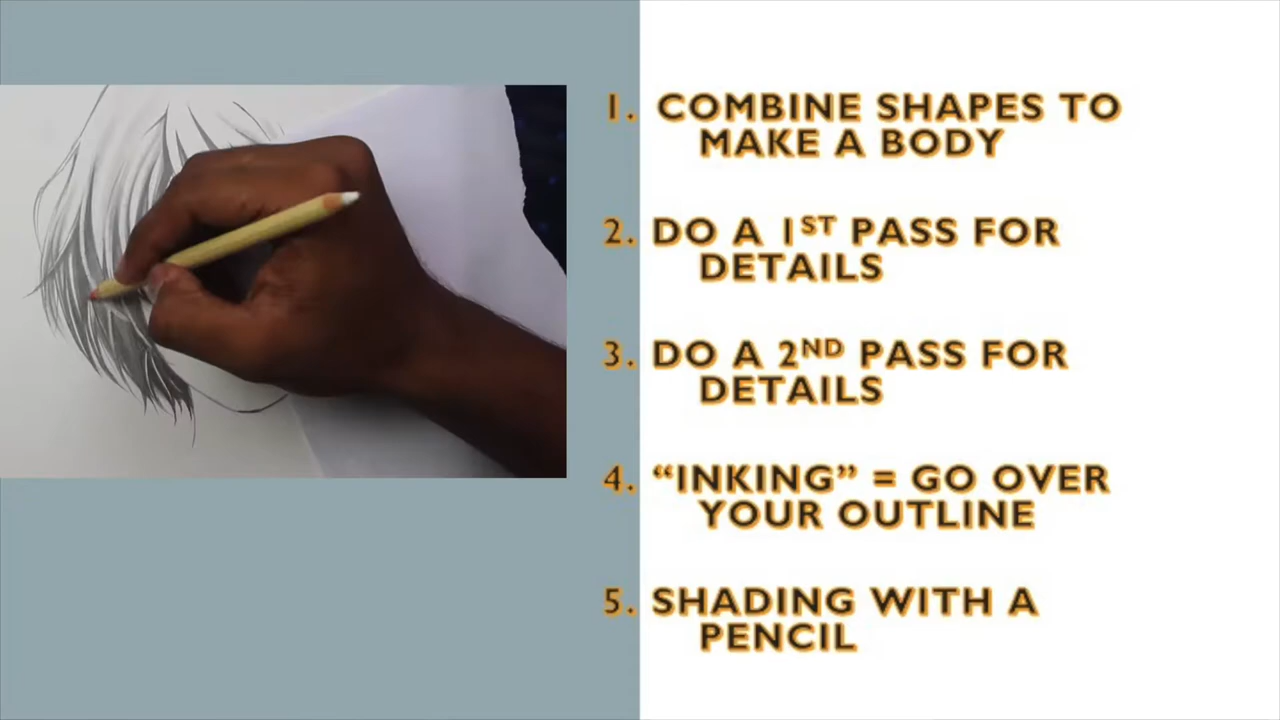 1. COMBINE SHAPES TO
MAKE A BODY
2. DO A 1ST PASS FOR
DETAILS
3. DO A 2ND PASS FOR
DETAILS
4. “INKING” = GO OVER
YOUR OUTLINE
5. SHADING WITH A
PENCIL